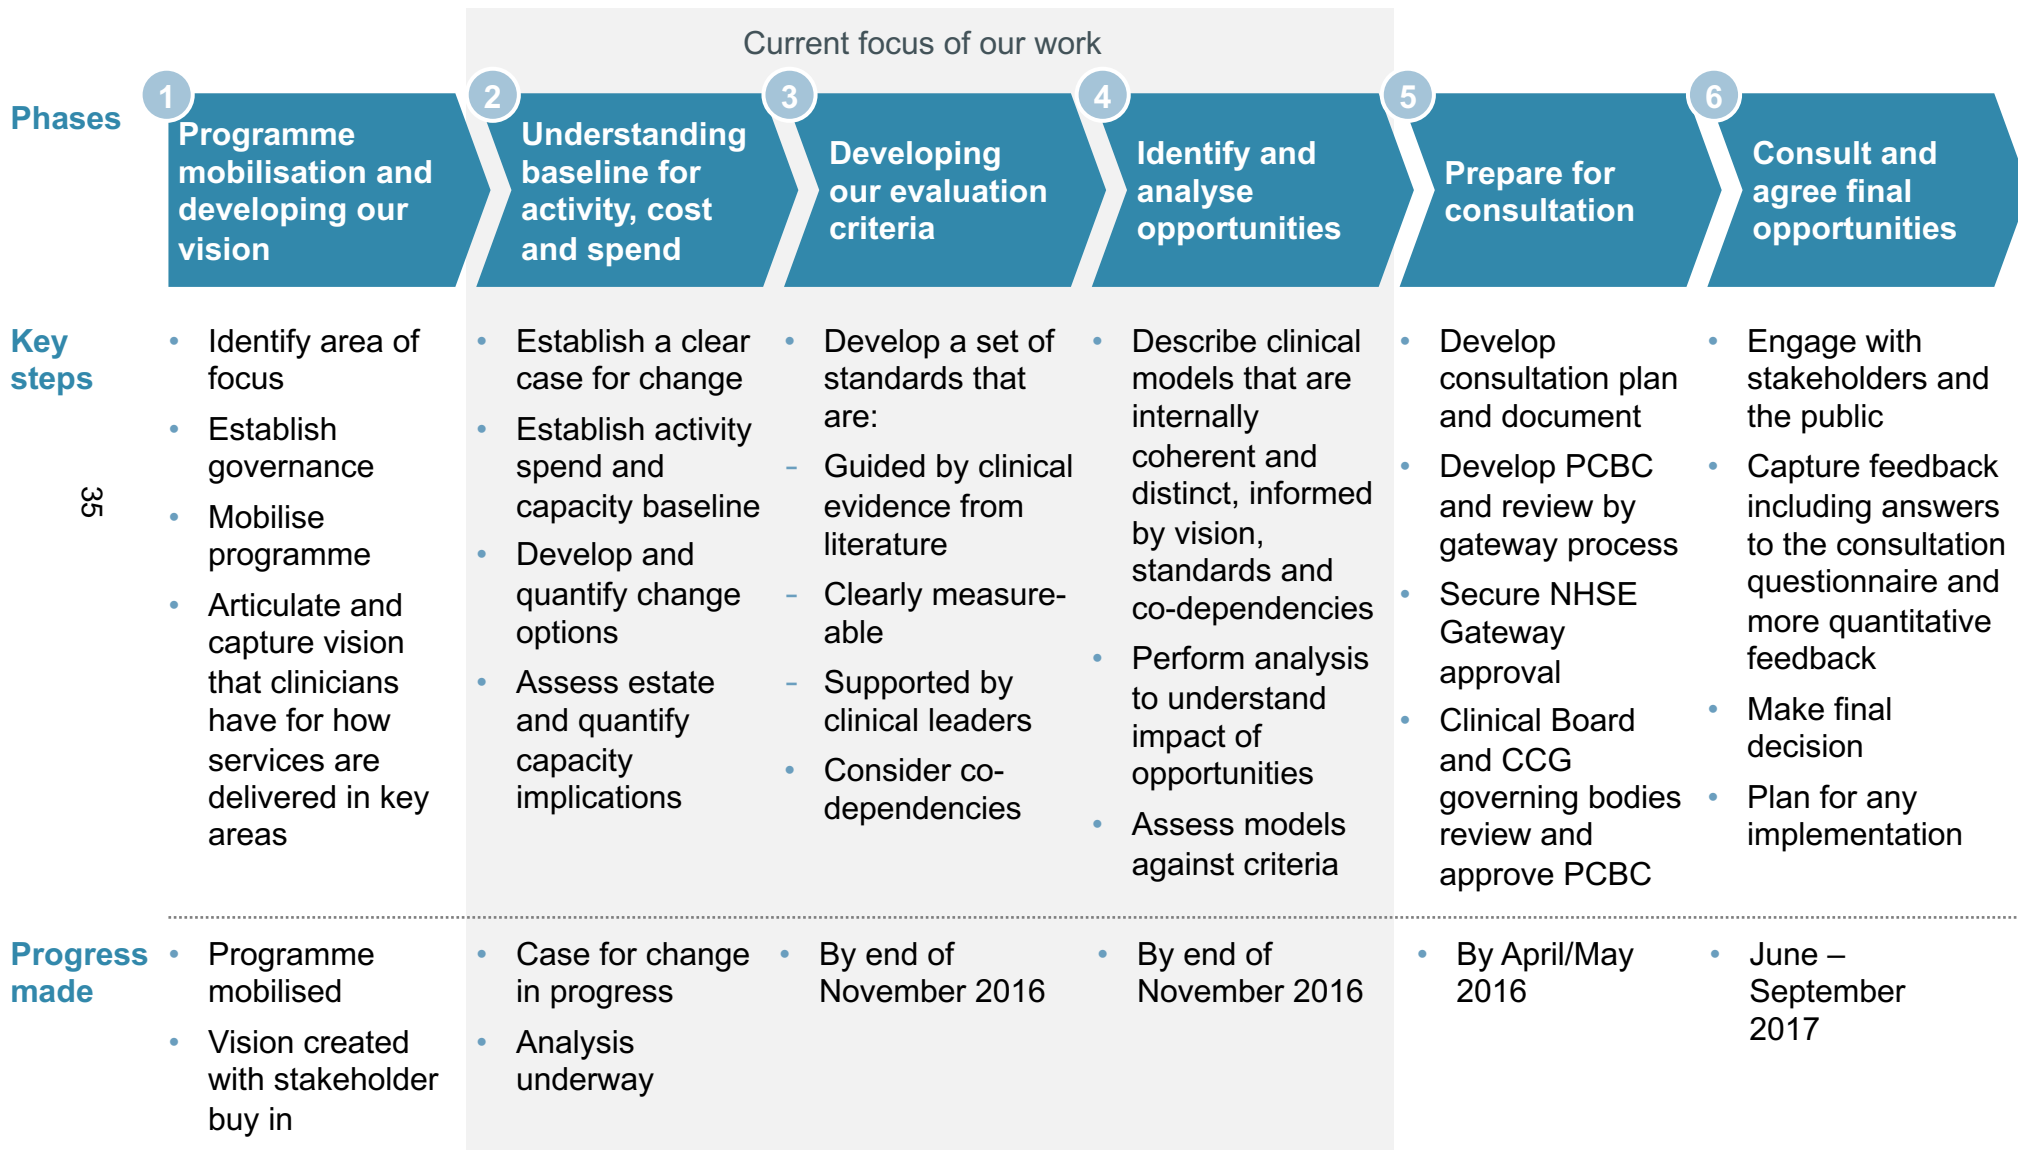 Current focus of our work
Phases
1
Programme
mobilisation and
developing our
vision
2
Understanding
baseline for
activity, cost
and spend
3
Developing
our evaluation
criteria
4
Identify and
analyse
opportunities
5
Prepare for
consultation
6
Consult and
agree final
opportunities
Key
steps
• Identify area of
focus
• Establish
governance
• Mobilise
programme
• Articulate and
capture vision
that clinicians
have for how
services are
delivered in key
areas
• Establish a clear
case for change
• Establish activity
spend and
capacity baseline
• Develop and
quantify change
options
• Assess estate
and quantify
capacity
implications
• Develop a set of
standards that
are:
- Guided by clinical
evidence from
literature
- Clearly measure-
able
- Supported by
clinical leaders
• Consider co-
dependencies
• Describe clinical
models that are
internally
coherent and
distinct, informed
by vision,
standards and
co-dependencies
• Perform analysis
to understand
impact of
opportunities
• Assess models
against criteria
• Develop
consultation plan
and document
• Develop PCBC
and review by
gateway process
• Secure NHSE
Gateway
approval
• Clinical Board
and CCG
governing bodies
review and
approve PCBC
• Engage with
stakeholders and
the public
• Capture feedback
including answers
to the consultation
questionnaire and
more quantitative
feedback
• Make final
decision
• Plan for any
implementation
35
Progress
made
• Programme
mobilised
• Vision created
with stakeholder
buy in
• Case for change
in progress
• Analysis
underway
• By end of
November 2016
• By end of
November 2016
• By April/May
2016
• June –
September
2017